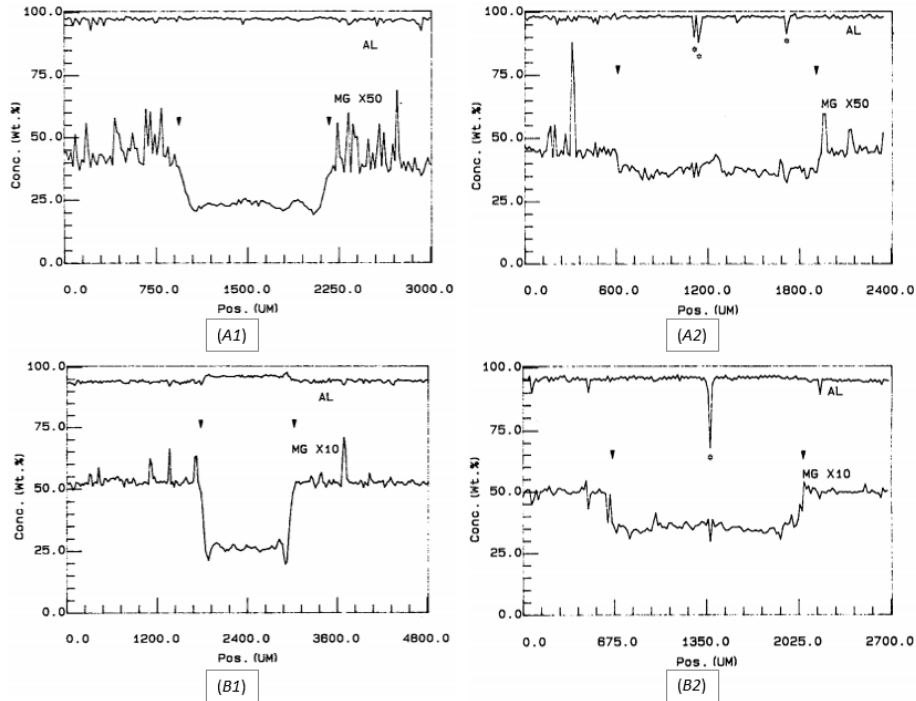 100.0
AL
75.0
MG X50
50.0
25.0
0.0
Conc. (Wt.%)
0.0 750.0 1500.0 2250.0 3000.0
Pos. (UM)
(A1)
100.0
AL
75.0
MG X50
50.0
25.0
0.0
Conc. (Wt.%)
0.0 600.0 1200.0 1800.0 2400.0
Pos. (UM)
(A2)
100.0
AL
75.0
MG X10
50.0
25.0
0.0
Conc. (Wt.%)
0.0 1200.0 2400.0 3600.0 4800.0
Pos. (UM)
(B1)
100.0
AL
75.0
MG X10
50.0
25.0
0.0
Conc. (Wt.%)
0.0 675.0 1350.0 2025.0 2700.0
Pos. (UM)
(B2)